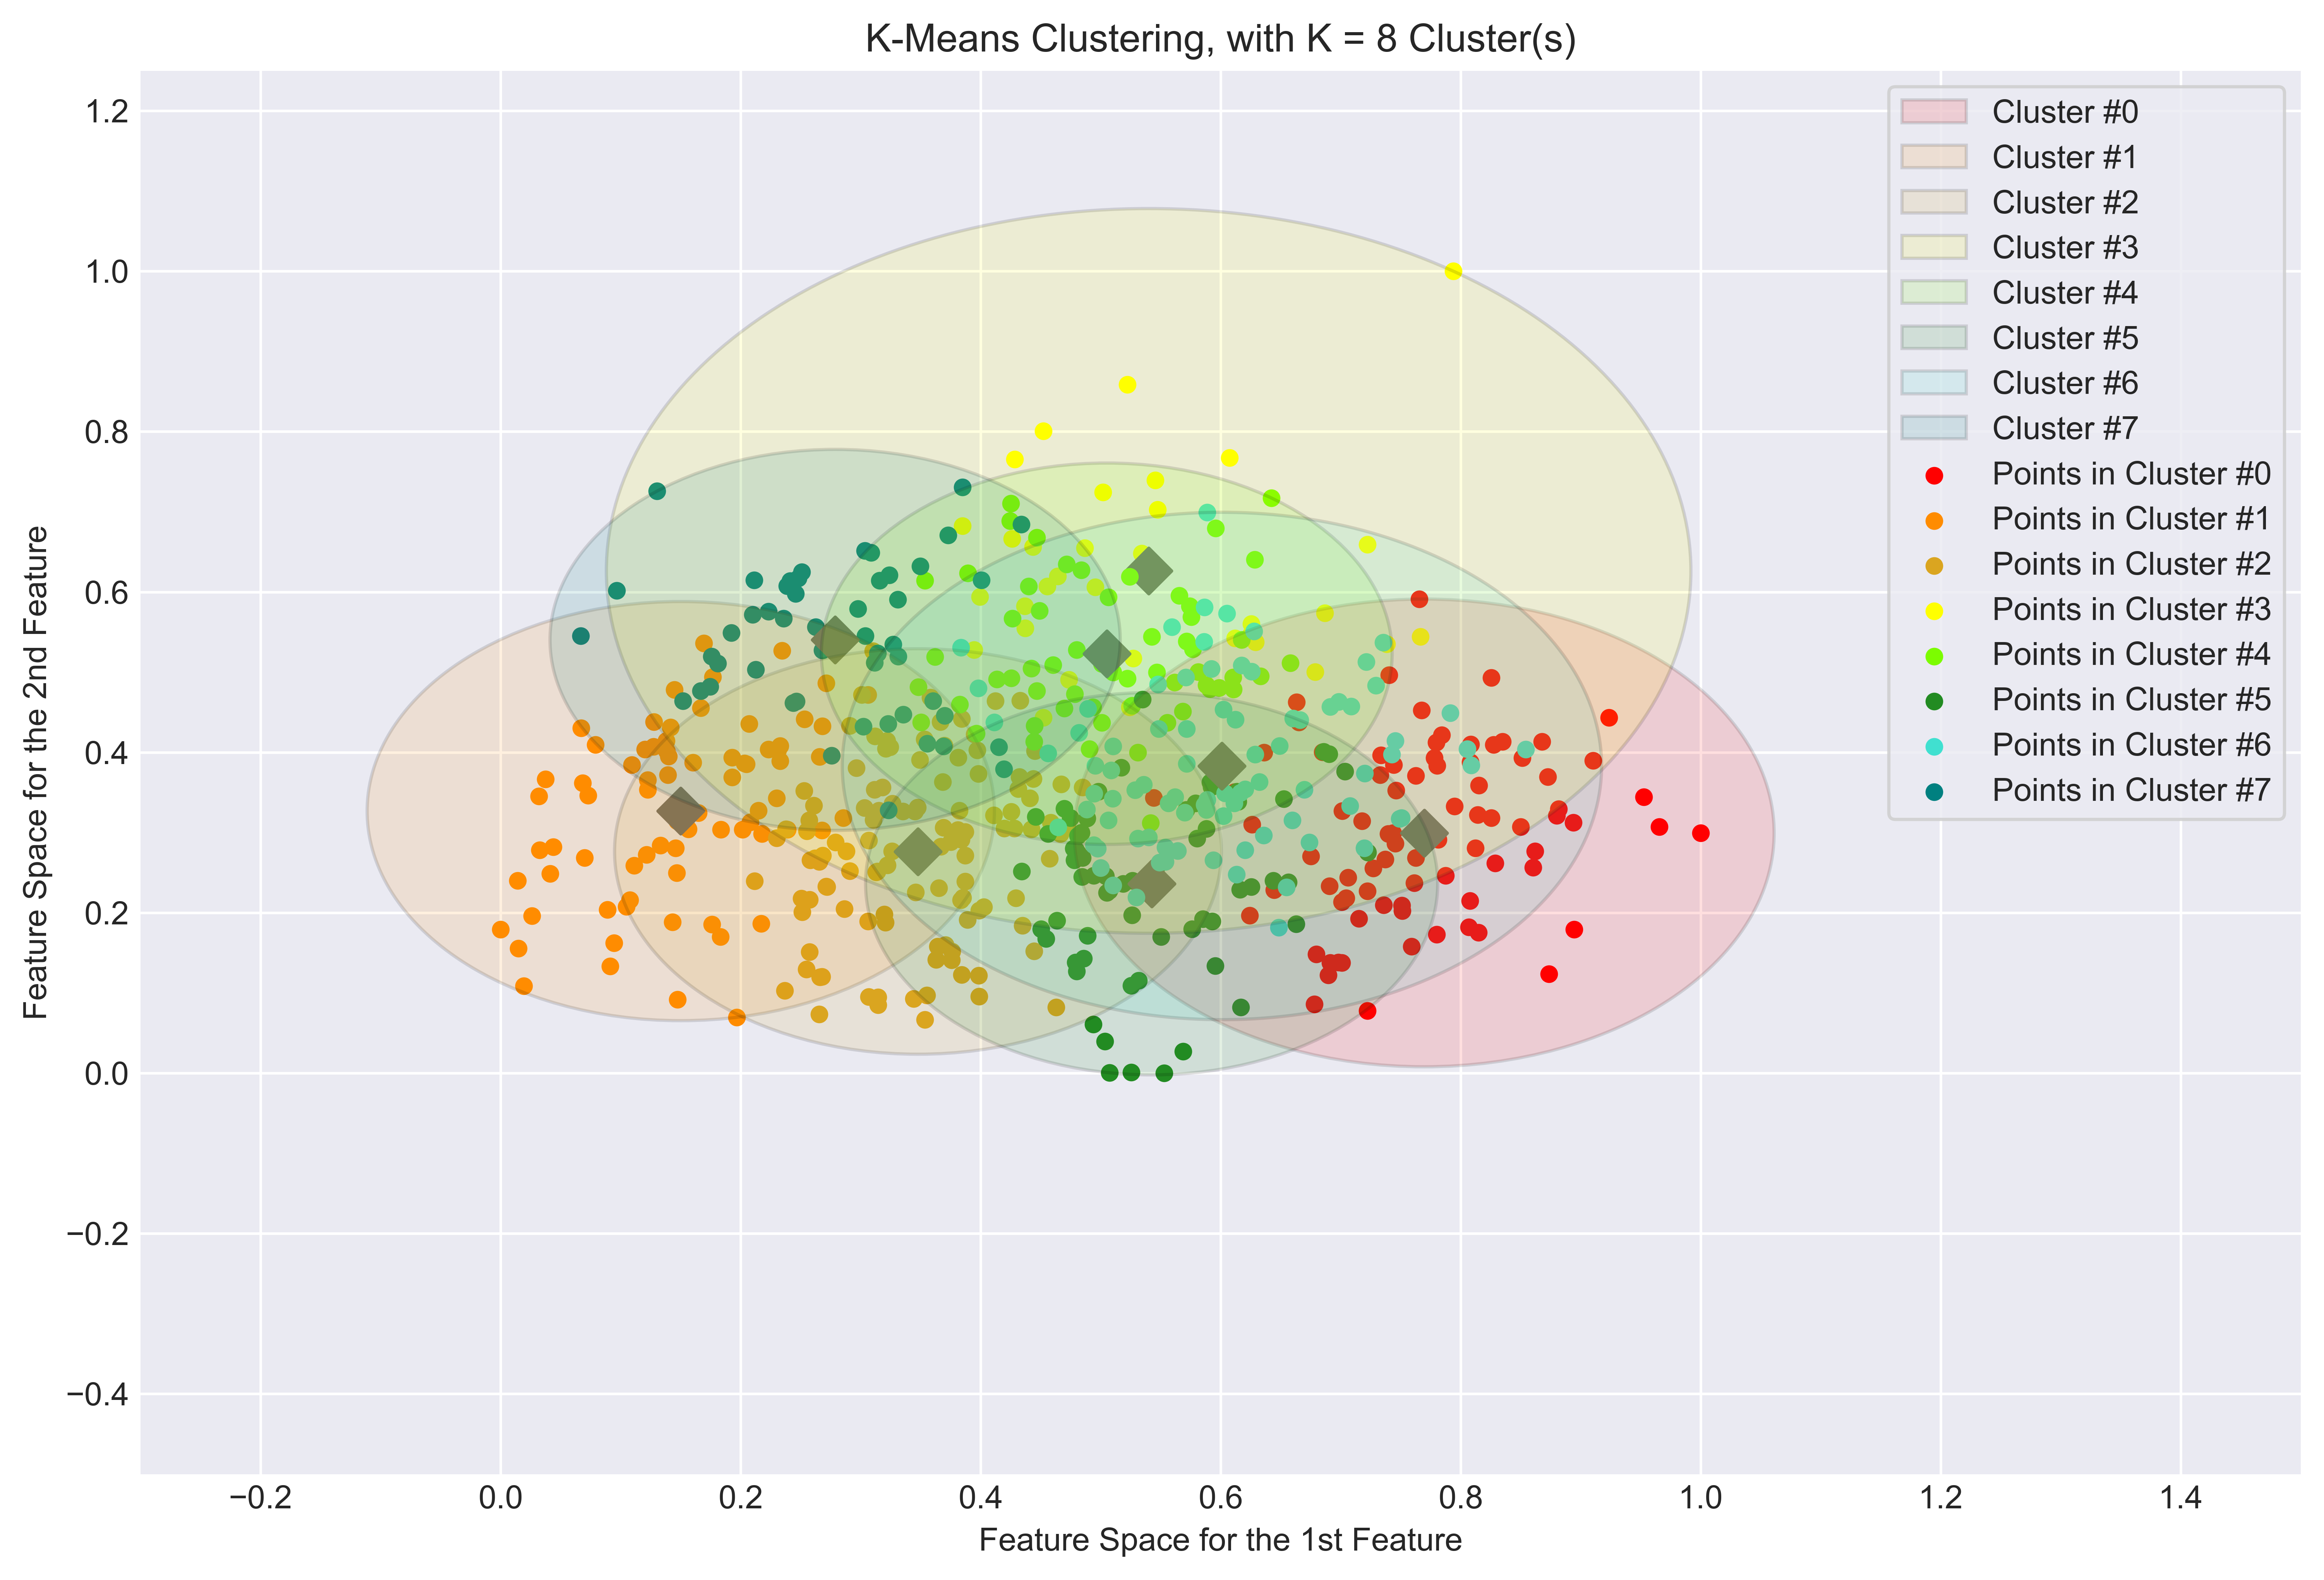 K-Means Clustering, with K = 8 Cluster(s)
Cluster #0
Cluster #1
Cluster #2
Cluster #3
Cluster #4
Cluster #5
Cluster #6
Cluster #7
Points in Cluster #0
Points in Cluster #1
Points in Cluster #2
Points in Cluster #3
Points in Cluster #4
Points in Cluster #5
Points in Cluster #6
Points in Cluster #7
Feature Space for the 2nd Feature
1.2
1.0
0.8
0.6
0.4
0.2
0.0
−0.2
−0.4
−0.2 0.0 0.2 0.4 0.6 0.8 1.0 1.2 1.4
Feature Space for the 1st Feature